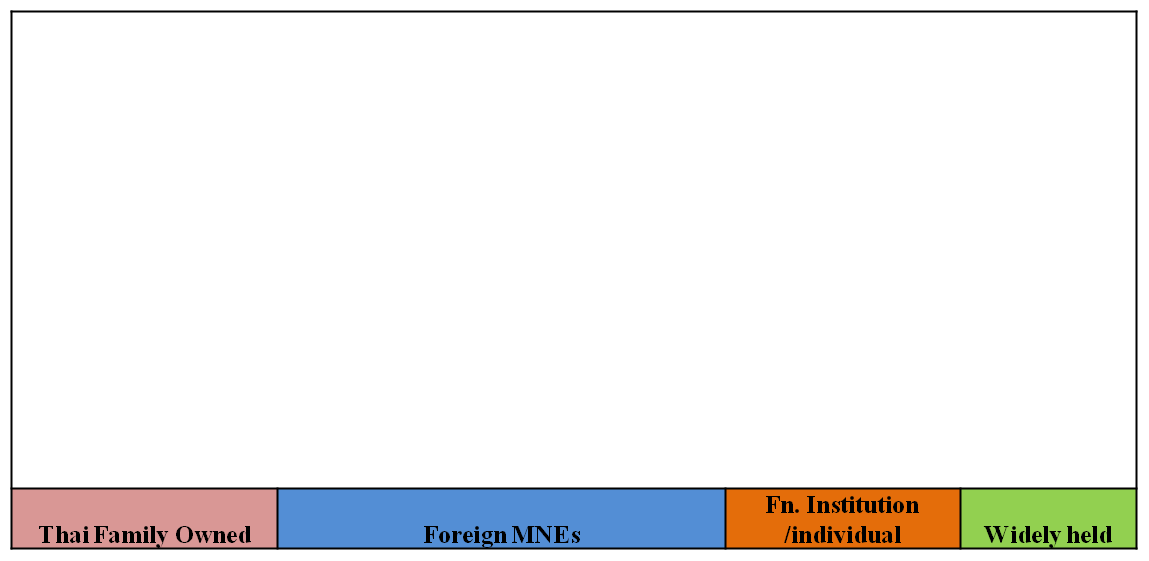 Thai Family Owned
Foreign MNEs
Fn. Institution
/individual
Widely held